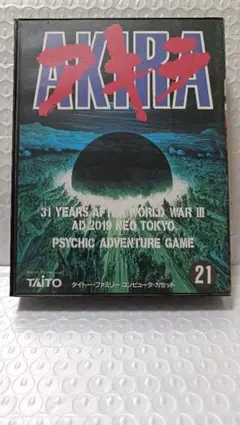 AKIRA
アキラ
31 YEARS AFTER WORLD WAR III
AD 2019 NEO TOKYO
PSYCHIC ADVENTURE GAME
TAITO
タイトーファミリーコンピュータ・カセット
21